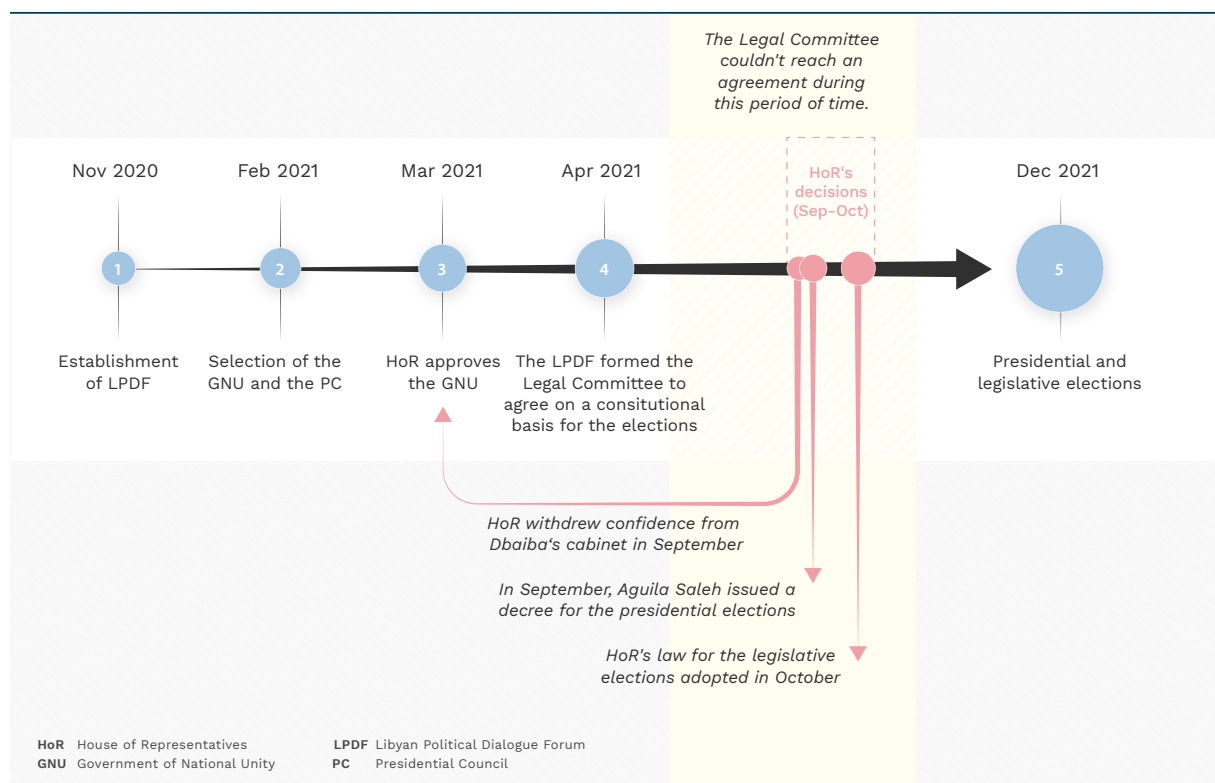 The Legal Committee
couldn't reach an
agreement during
this period of time.
Nov 2020
Feb 2021
Mar 2021
Apr 2021
HoR's
decisions
(Sep-Oct)
Dec 2021
1
2
3
4
5
Establishment
of LPDF
Selection of the
GNU and the PC
HoR approves
the GNU
The LPDF formed the
Legal Committee to
agree on a consitutional
basis for the elections
Presidential and
legislative elections
HoR withdrew confidence from
Dbaiba‘s cabinet in September
In September, Aguila Saleh issued a
decree for the presidential elections
HoR's law for the legislative
elections adopted in October
HoR House of Representatives
GNU Government of National Unity
LPDF Libyan Political Dialogue Forum
PC Presidential Council